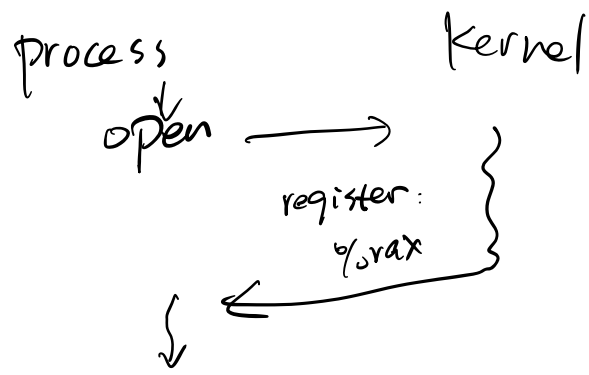 process
Kernel
open
register:
%rax